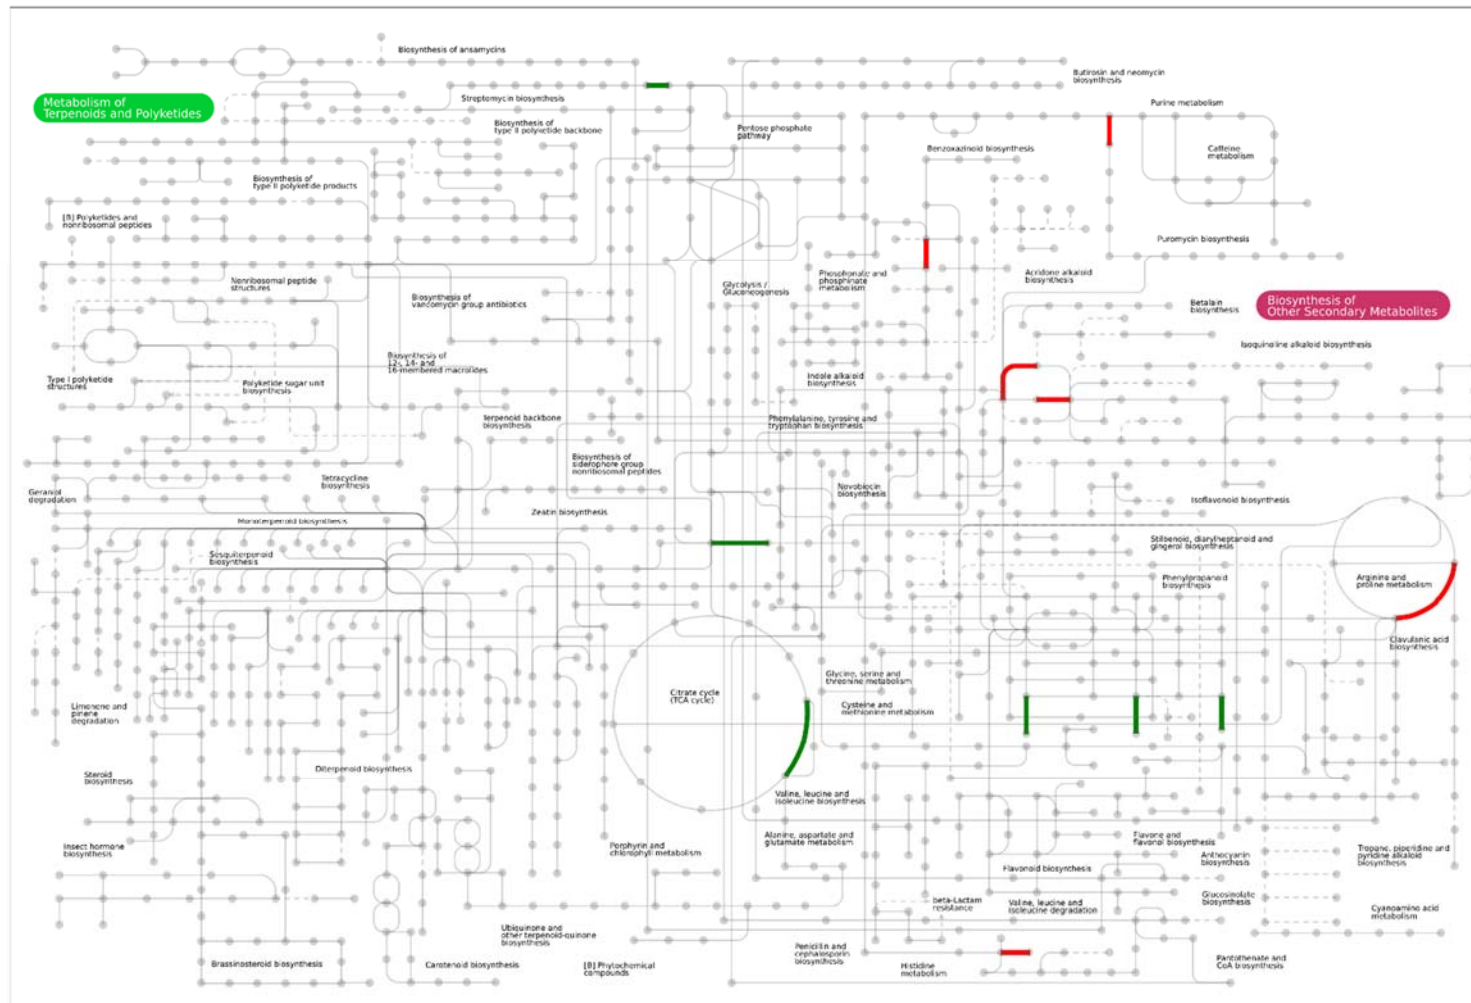 Biosynthesis of ansamycins
Butirosin and neomycin
biosynthesis
Metabolism of
Terpenoids and Polyketides
Streptomycin biosynthesis
Purine metabolism
Biosynthesis of
type II polyketide backbone
Pentose phosphate
pathway
Benzoxazinoid biosynthesis
Caffeine
metabolism
Biosynthesis of
type II polyketide products
[B] Polyketides and
nonribosomal peptides
Puromycin biosynthesis
Nonribosomal peptide
structures
Glycolysis /
Gluconeogenesis
Phosphonate and
phosphinate
metabolism
Acridone alkaloid
biosynthesis
Biosynthesis of
vancomycin group antibiotics
Betalain
biosynthesis
Biosynthesis of
Other Secondary Metabolites
Isoquinoline alkaloid biosynthesis
Biosynthesis of
12-, 14- and
16-membered macrolides
Type I polyketide
structures
Polyketide sugar unit
biosynthesis
Indole alkaloid
biosynthesis
Terpenoid backbone
biosynthesis
Phenylalanine, tyrosine and
tryptophan biosynthesis
Biosynthesis of
siderophore group
nonribosomal peptides
Tetracycline
biosynthesis
Novobiocin
biosynthesis
Geraniol
degradation
Isoflavonoid biosynthesis
Zeatin biosynthesis
Monoterpenoid biosynthesis
Stilbenoid, diarylheptanoid and
gingerol biosynthesis
Sesquiterpenoid
biosynthesis
Phenylpropanoid
biosynthesis
Arginine and
proline metabolism
Clavulanic acid
biosynthesis
Glycine, serine and
threonine metabolism
Citrate cycle
(TCA cycle)
Limonene and
pinene
degradation
Cysteine and
methionine metabolism
Steroid
biosynthesis
Diterpenoid biosynthesis
Valine, leucine and
isoleucine biosynthesis
Insect hormone
biosynthesis
Porphyrin and
chlorophyll metabolism
Alanine, aspartate and
glutamate metabolism
Flavone and
flavonol biosynthesis
Anthocyanin
biosynthesis
Tropane, piperidine and
pyridine alkaloid
biosynthesis
Flavonoid biosynthesis
beta-Lactam
resistance
Valine, leucine and
isoleucine degradation
Glucosinolate
biosynthesis
Cyanoamino acid
metabolism
Ubiquinone and
other terpenoid-quinone
biosynthesis
Penicillin and
cephalosporin
biosynthesis
Brassinosteroid biosynthesis
Carotenoid biosynthesis
[B] Phytochemical
compounds
Histidine
metabolism
Pantothenate and
CoA biosynthesis